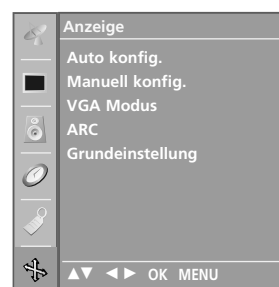 Anzeige
Auto konfig.
Manuell konfig.
VGA Modus
ARC
Grundeinstellung
▲▼ ◄► OK MENU